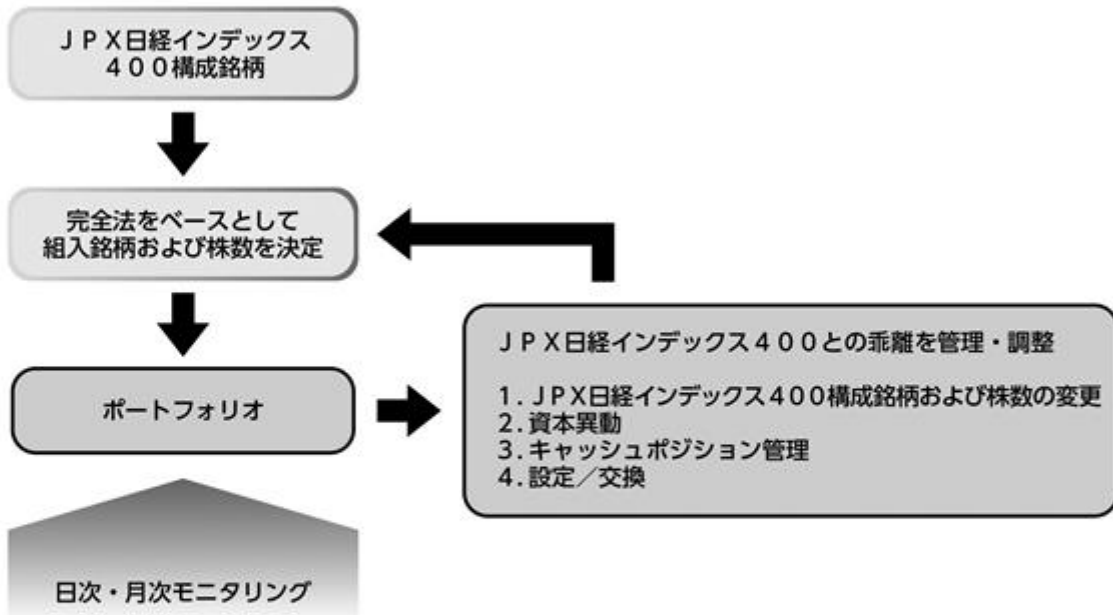 ＪＰＸ日経インデックス
４００構成銘柄
完全法をベースとして
組入銘柄および株数を決定
ポートフォリオ
日次・月次モニタリング
ＪＰＸ日経インデックス４００との乖離を管理・調整
１．ＪＰＸ日経インデックス４００構成銘柄および株数の変更
２．資本異動
３．キャッシュポジション管理
４．設定／交換